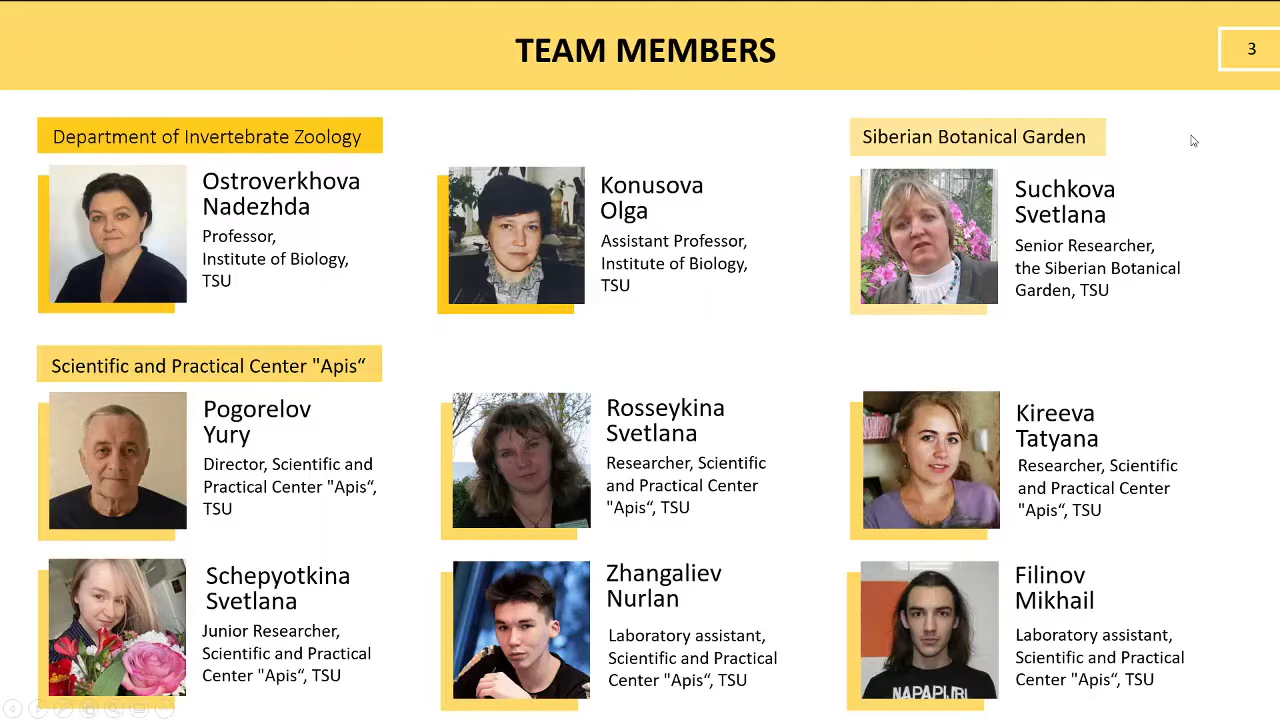 TEAM MEMBERS
3
Department of Invertebrate Zoology
Ostroverkhova
Nadezhda
Professor,
Institute of Biology,
TSU
Konusova
Olga
Assistant Professor,
Institute of Biology,
TSU
Siberian Botanical Garden
Suchkova
Svetlana
Senior Researcher,
the Siberian Botanical
Garden, TSU
Scientific and Practical Center "Apis“
Pogorelov
Yury
Director, Scientific and
Practical Center "Apis“,
TSU
Rosseykina
Svetlana
Researcher, Scientific
and Practical Center
"Apis“, TSU
Kireeva
Tatyana
Researcher, Scientific
and Practical Center
"Apis“, TSU
Schepyotkina
Svetlana
Junior Researcher,
Scientific and Practical
Center "Apis“, TSU
Zhangaliev
Nurlan
Laboratory assistant,
Scientific and Practical
Center "Apis“, TSU
Filinov
Mikhail
Laboratory assistant,
Scientific and Practical
Center "Apis“, TSU
NAPAPIJRI